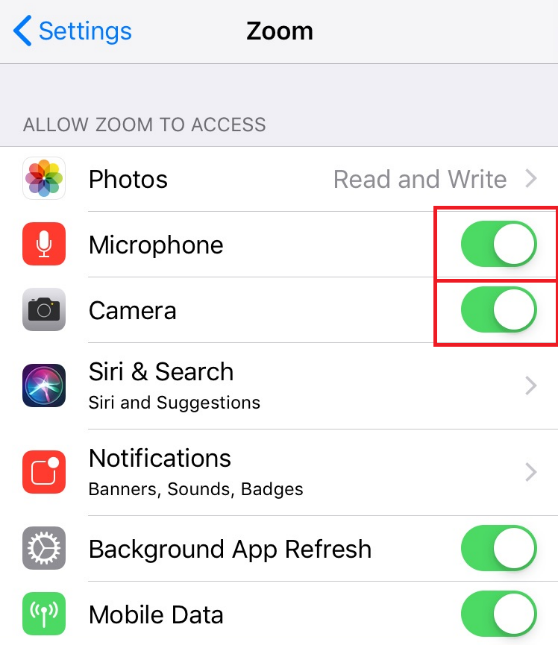 Settings
Zoom
ALLOW ZOOM TO ACCESS
Photos
Read and Write
Microphone
Camera
Siri & Search
Siri and Suggestions
Notifications
Banners, Sounds, Badges
Background App Refresh
Mobile Data